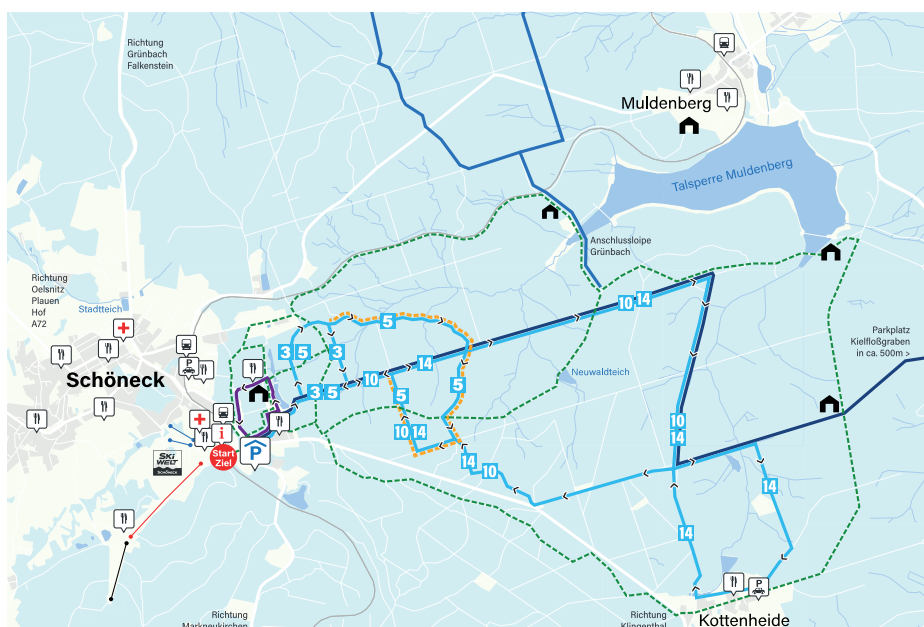 Richtung
Grünbach
Falkenstein
Muldenberg
Talsperre Muldenberg
Anschlussloipe
Grünbach
Richtung
Oelsnitz
Plauen
Hof
A72
Stadtteich
10 14
5
3 5
3
Parkplatz
Kielfloßgraben
in ca. 500m >
P
Schöneck
10
14
5
Neuwaldteich
3 5
5
10
14
10 14
i
P
Start
Ziel
SKI
WELT
SCHÖNECK
14
10
14
14
P
Richtung
Markneukirchen
Richtung
Klingenthal
Kottenheide